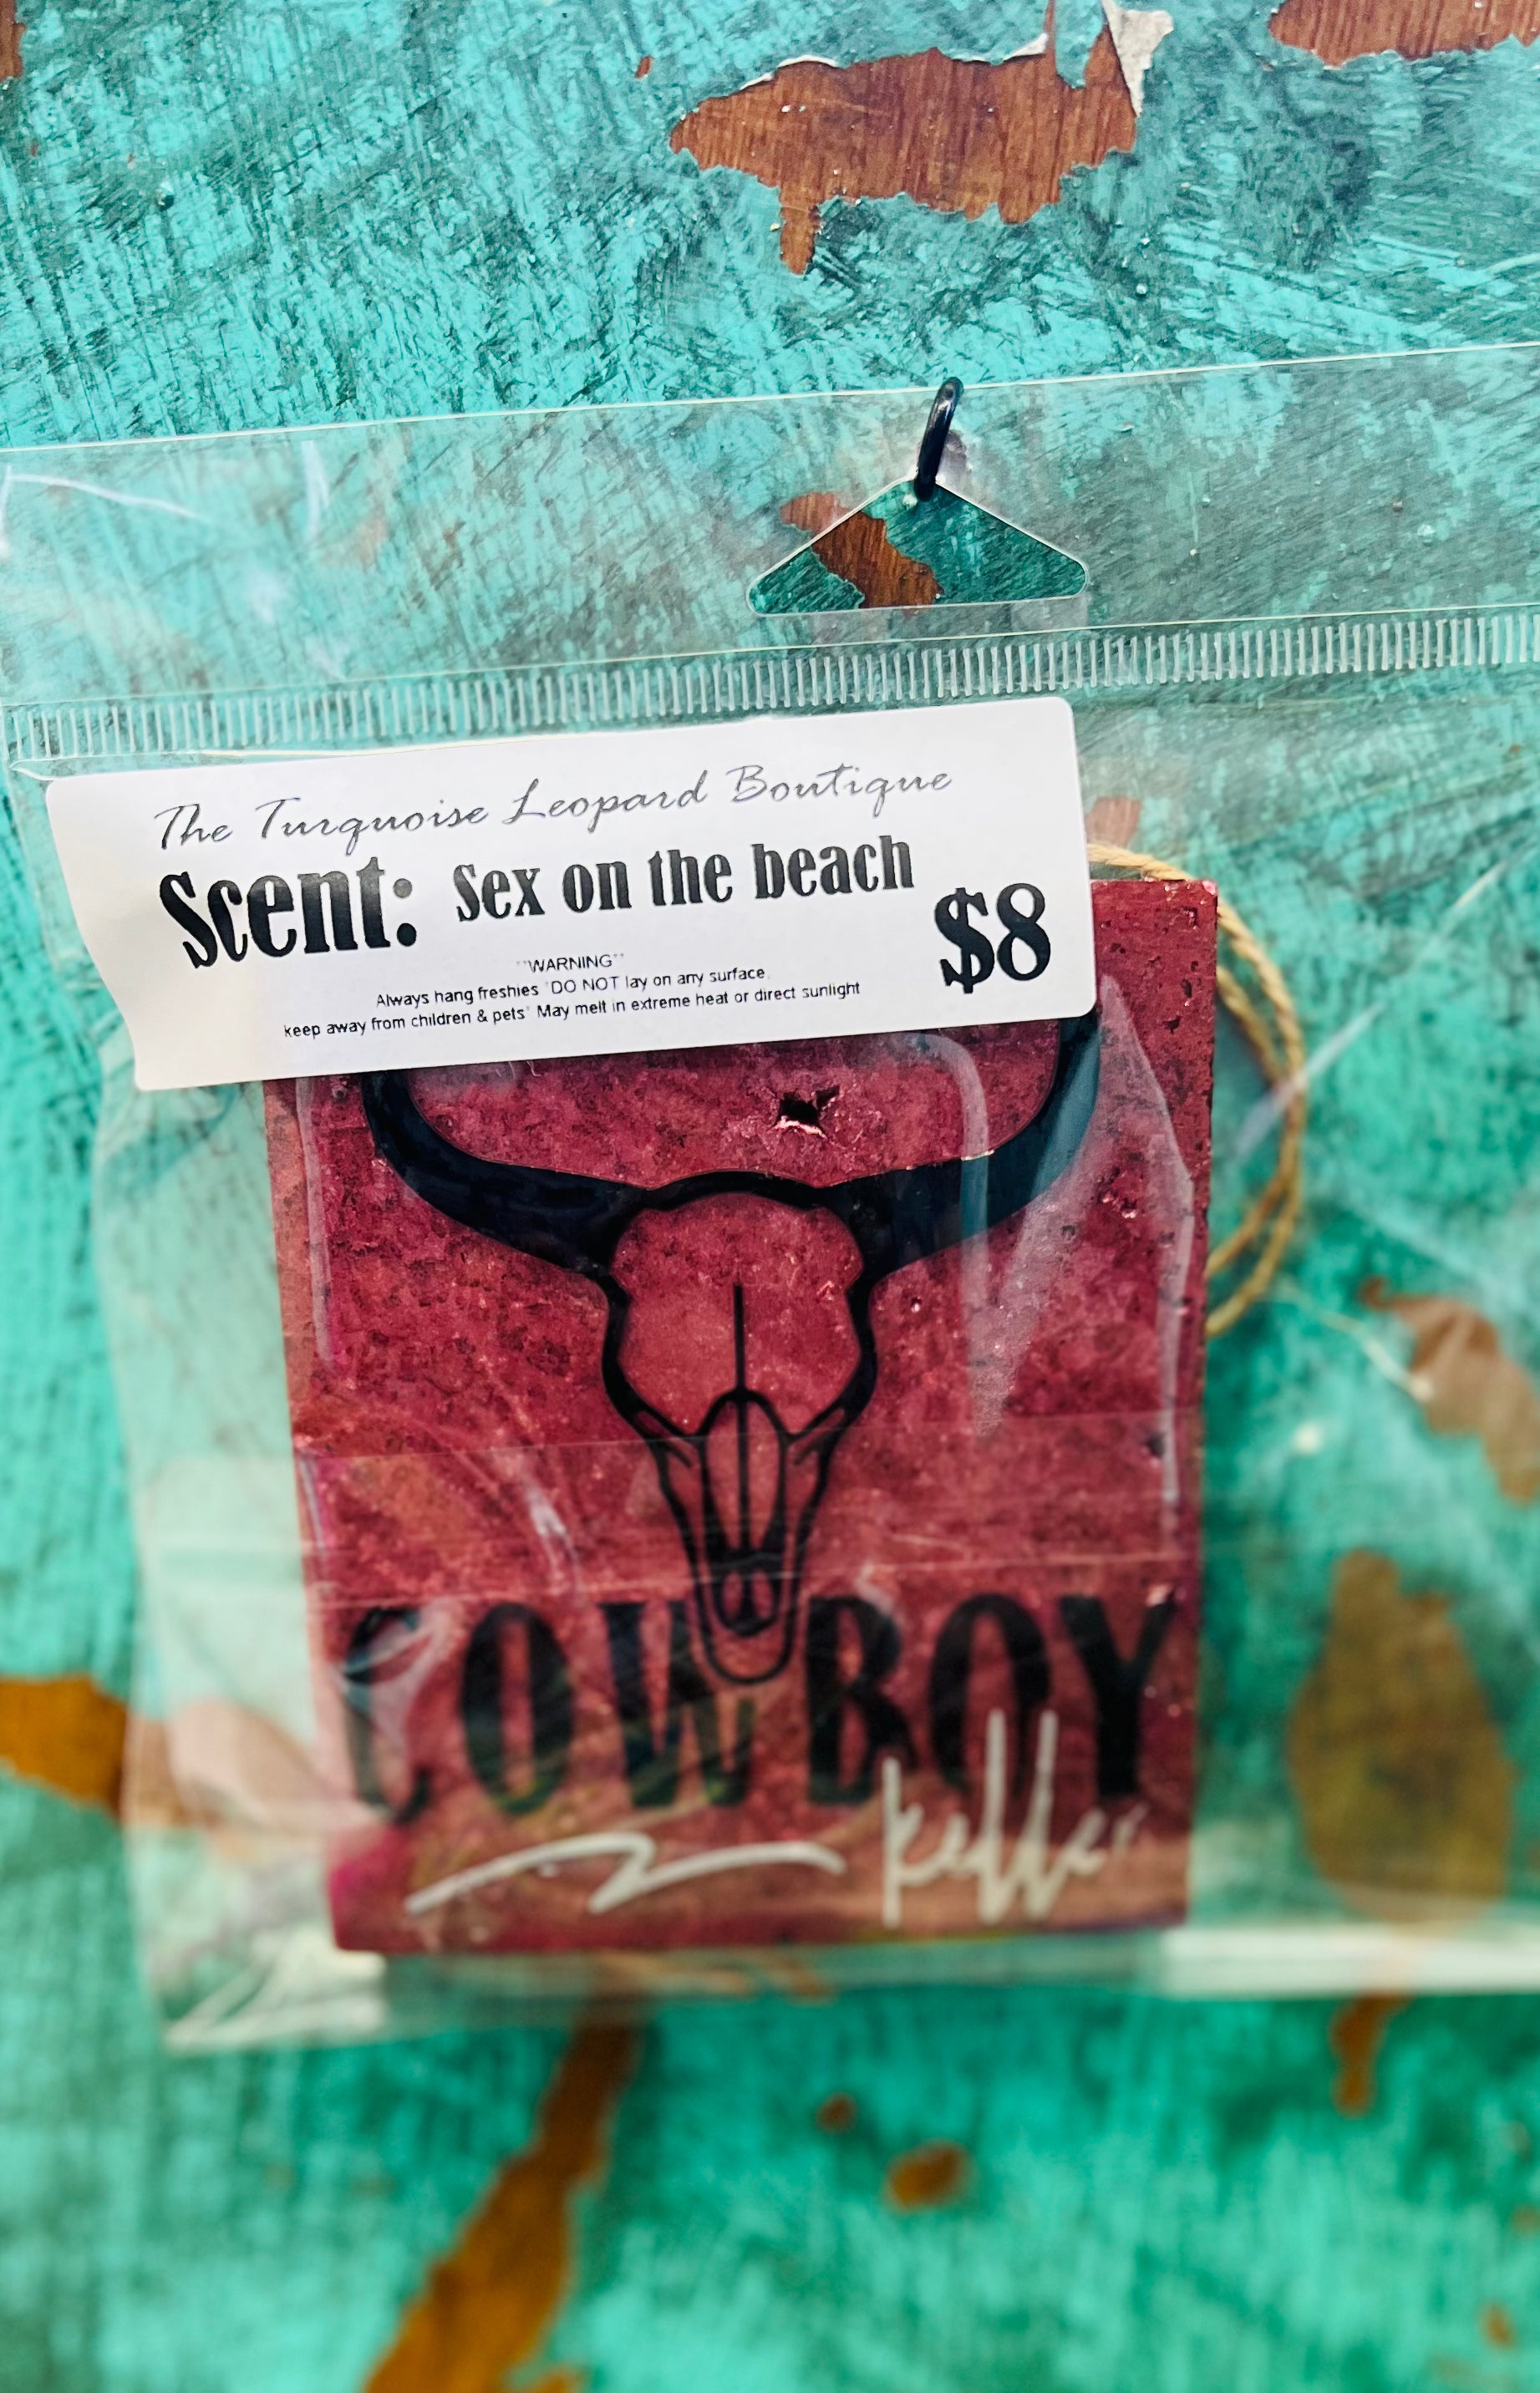 The Turquoise Leopard Boutique
Scent: Sex on the beach
$8
**WARNING**
Always hang freshies *DO NOT lay on any surface.
keep away from children & pets* May melt in extreme heat or direct sunlight
COWBOY
killer